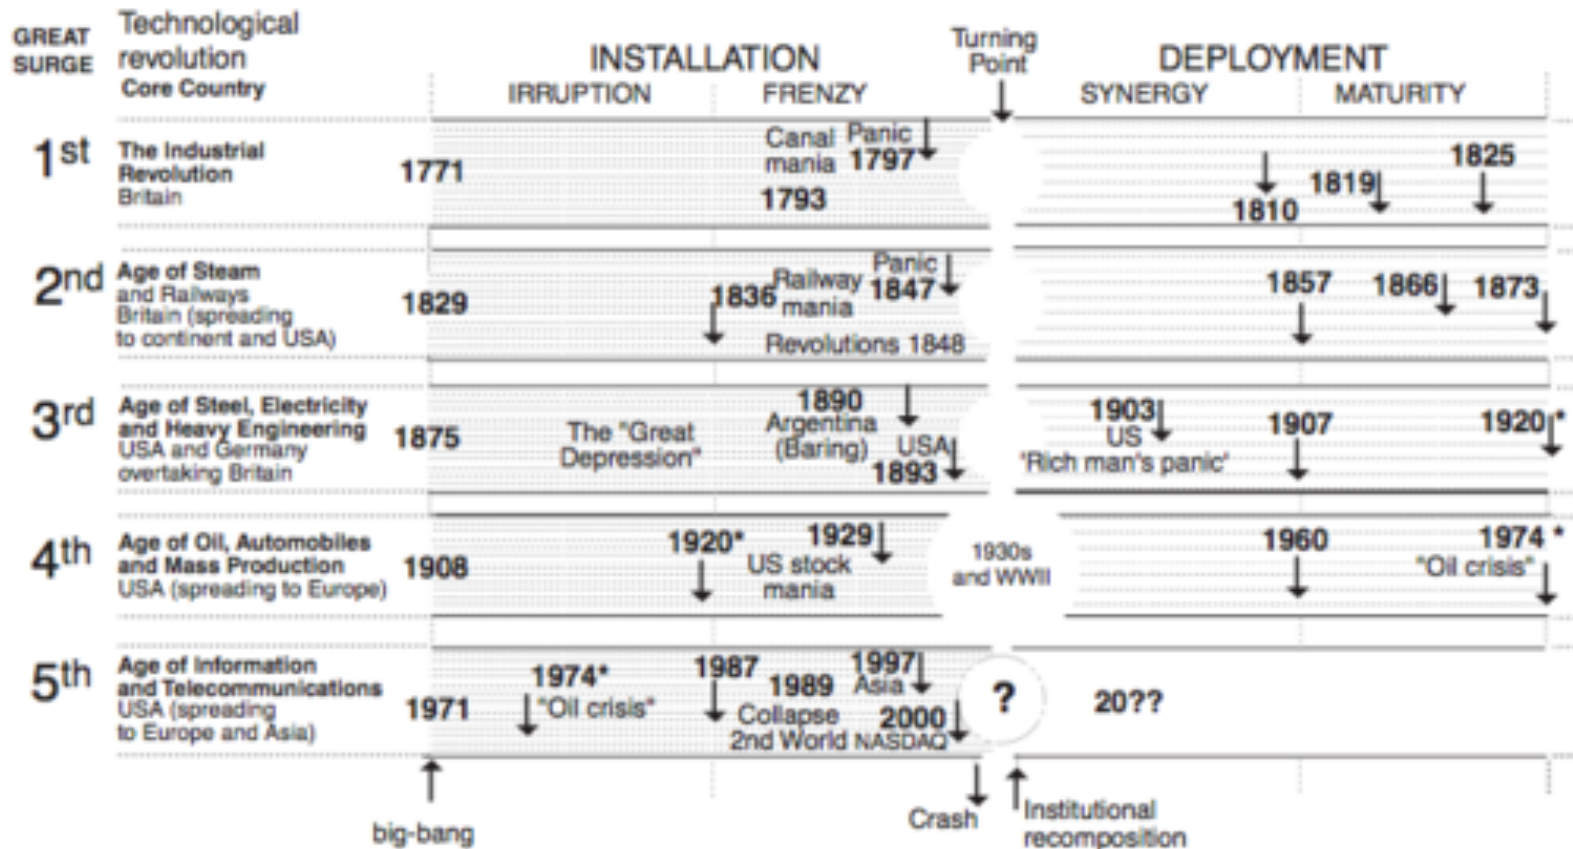 GREAT
SURGE
Technological
revolution
Core Country
INSTALLATION
IRRUPTION
FRENZY
Turning
Point
DEPLOYMENT
SYNERGY
MATURITY
1st
The Industrial
Revolution
Britain
1771
Canal
mania
1793
Panic
1797
1810
1819
1825
2nd
Age of Steam
and Railways
Britain (spreading
to continent and USA)
1829
1836
Railway
mania
Panic
1847
Revolutions 1848
1857
1866
1873
3rd
Age of Steel, Electricity
and Heavy Engineering
USA and Germany
overtaking Britain
1875
The "Great
Depression"
1890
Argentina
(Baring)
USA
1893
1903
US
'Rich man's panic'
1907
1920*
4th
Age of Oil, Automobiles
and Mass Production
USA (spreading to Europe)
1908
1920*
1929
US stock
mania
1930s
and WWII
1960
1974 *
"Oil crisis"
5th
Age of Information
and Telecommunications
USA (spreading
to Europe and Asia)
1971
1974*
"Oil crisis"
1987
1989
Collapse
2nd World
1997
Asia
2000
NASDAQ
?
20??
big-bang
Crash
Institutional
recomposition